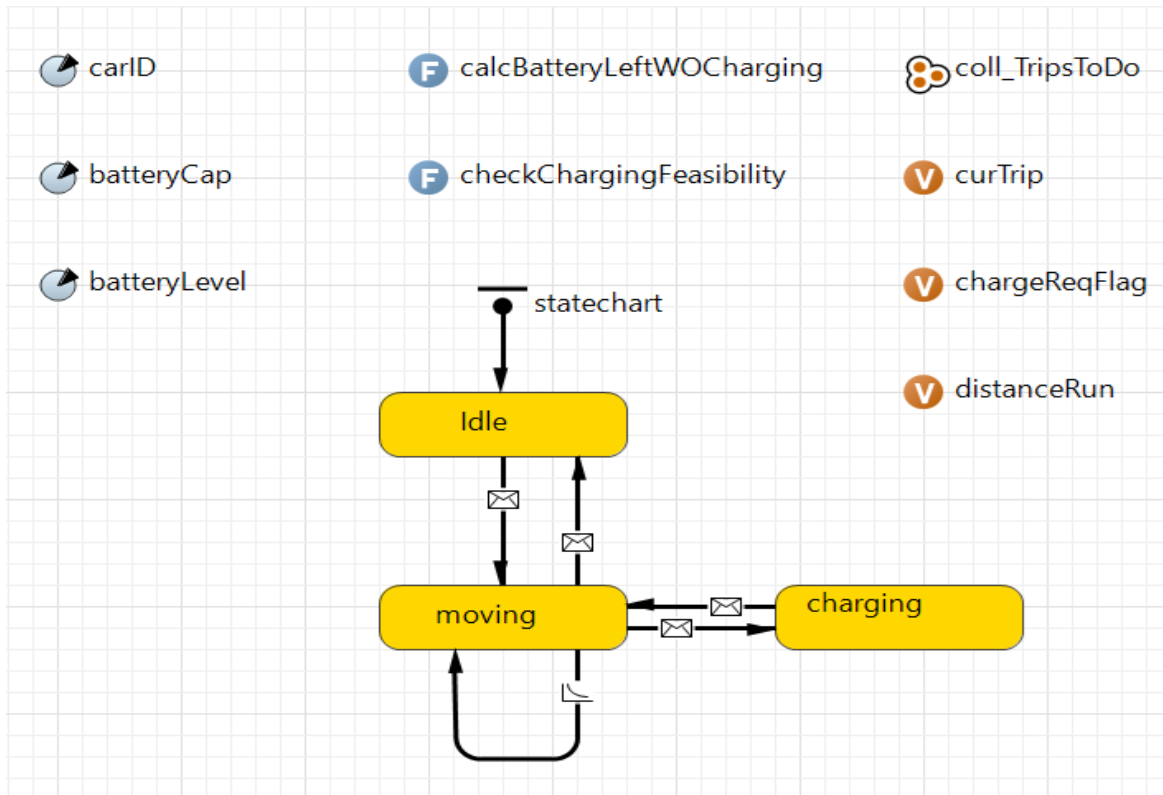 carID
F calcBatteryLeftWOCharging
coll_TripsToDo
batteryCap
F checkChargingFeasibility
V curTrip
batteryLevel
statechart
V chargeReqFlag
V distanceRun
Idle
moving
charging